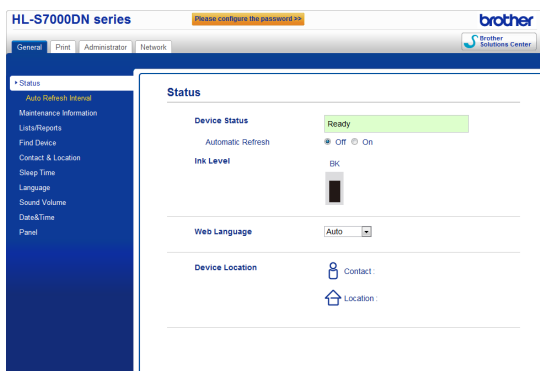 HL-S7000DN series
Please configure the password >>
brother
General Print Administrator Network
Brother
Solutions Center
Status
Auto Refresh Interval
Maintenance Information
Lists/Reports
Find Device
Contact & Location
Sleep Time
Language
Sound Volume
Date&Time
Panel
Status
Device Status Ready
Automatic Refresh Off On
Ink Level BK
Web Language Auto
Device Location Contact :
Location :